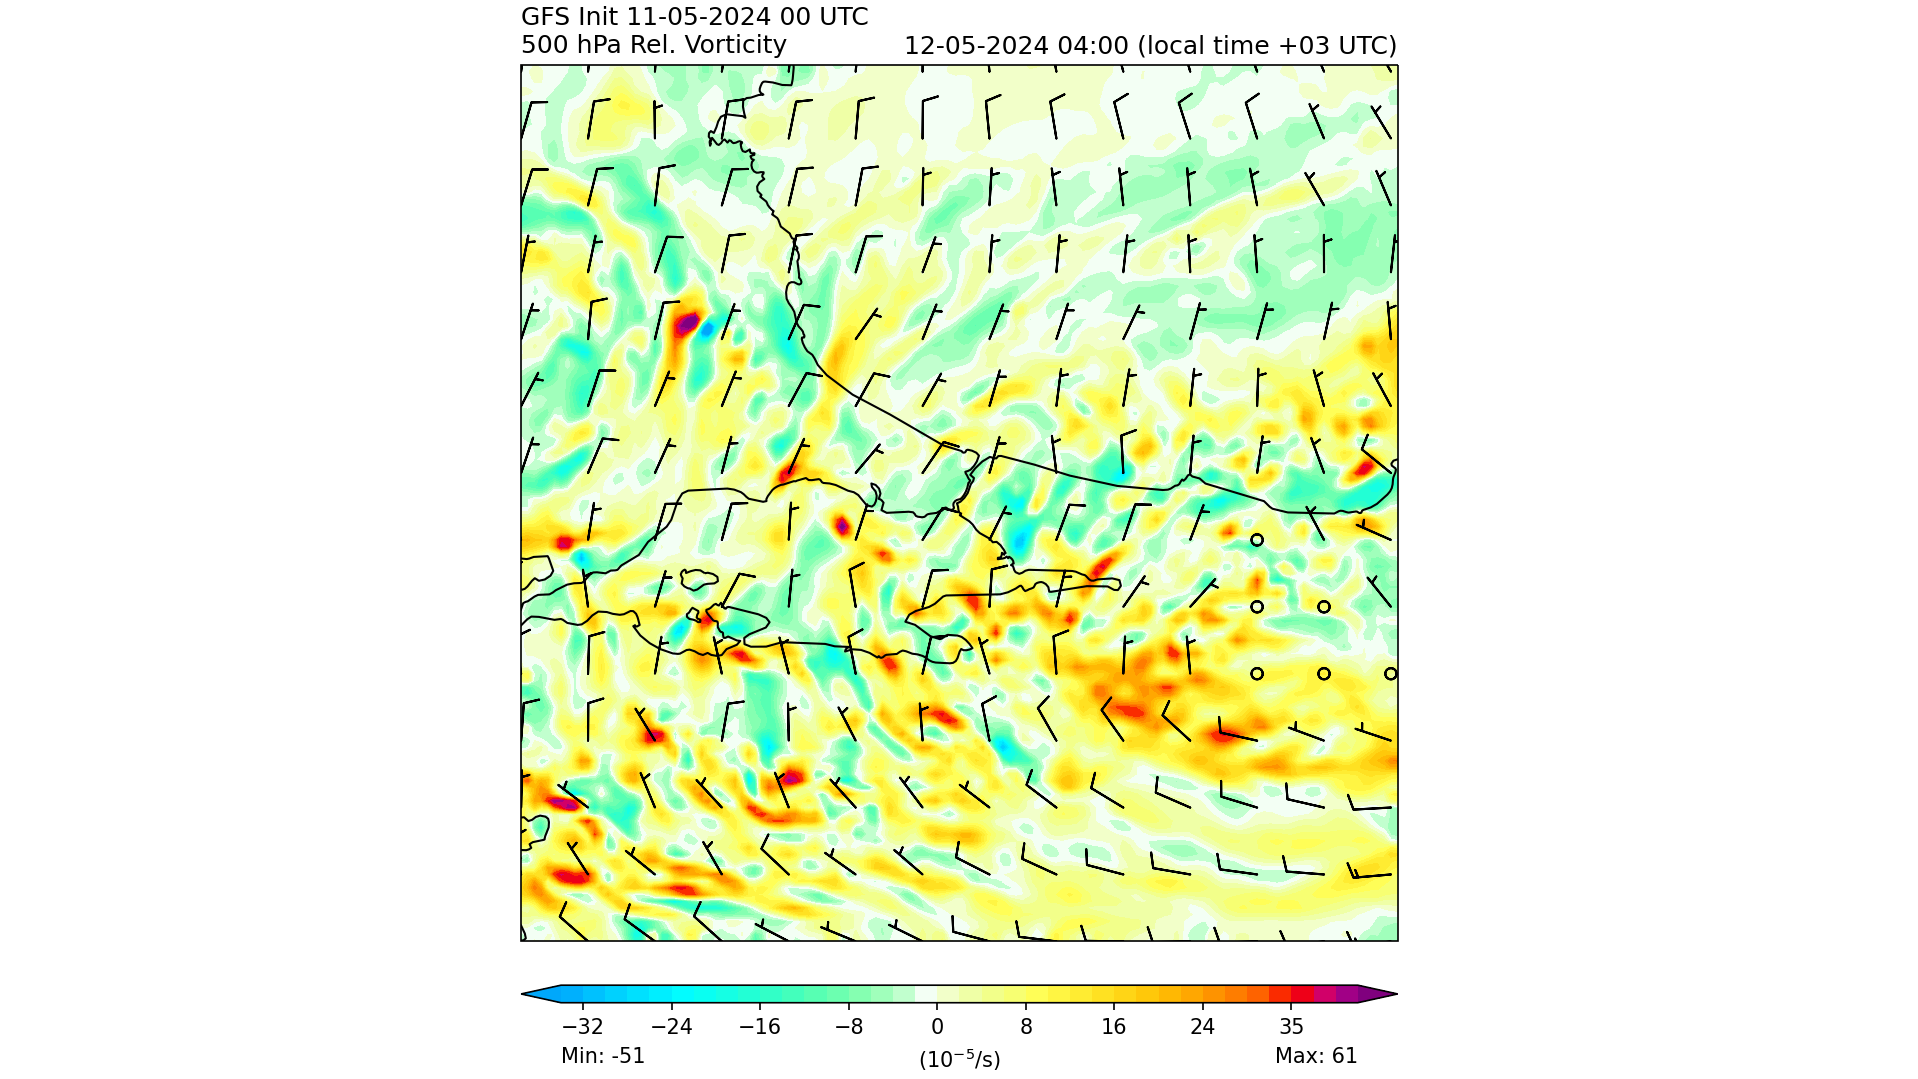 GFS Init 11-05-2024 00 UTC
500 hPa Rel. Vorticity
12-05-2024 04:00 (local time +03 UTC)
−32 −24 −16 −8 0 8 16 24 35
Min: -51 (10⁻⁵/s) Max: 61